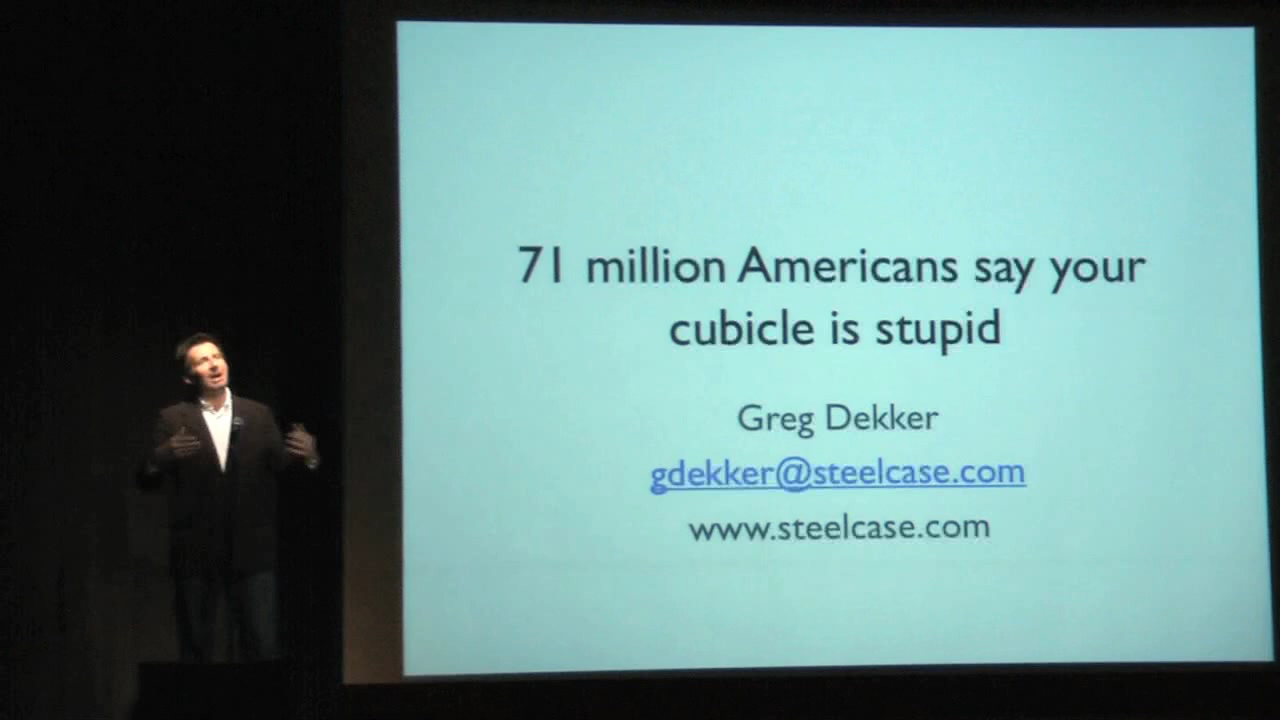 71 million Americans say your
cubicle is stupid
Greg Dekker
gdekker@steelcase.com
www.steelcase.com